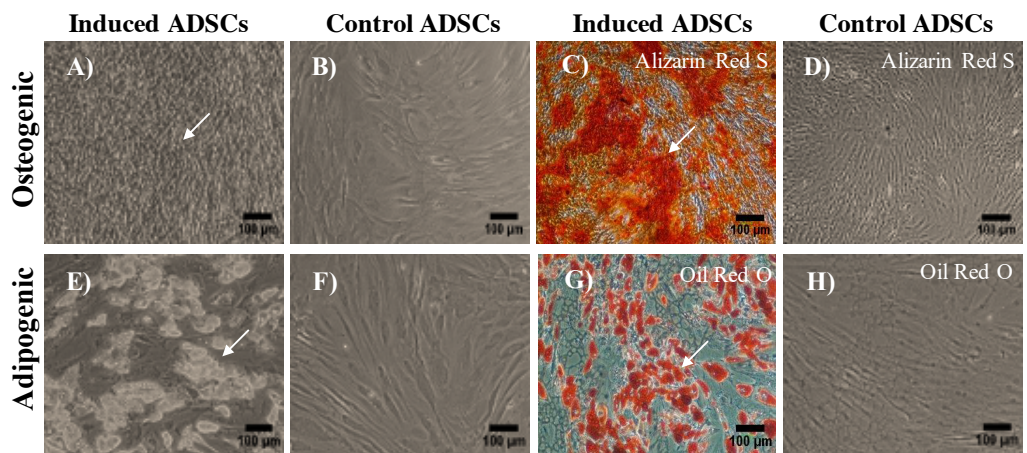 Induced ADSCs Control ADSCs Induced ADSCs Control ADSCs
Osteogenic
A) B) C) Alizarin Red S D) Alizarin Red S
100 µm 100 µm 100 µm 100 µm
Adipogenic
E) F) G) Oil Red O H) Oil Red O
100 µm 100 µm 100 µm 100 µm